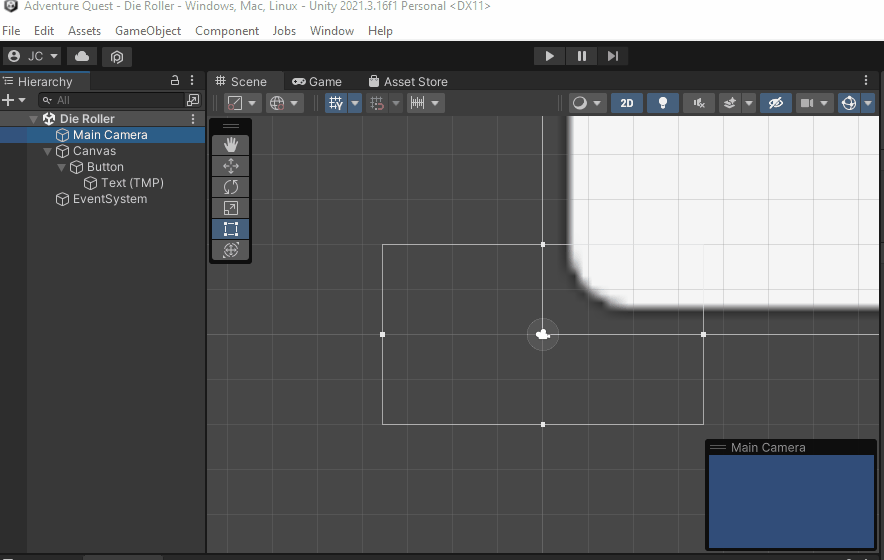 Adventure Quest - Die Roller - Windows, Mac, Linux - Unity 2021.3.16f1 Personal <DX11>
File Edit Assets GameObject Component Jobs Window Help
JC
Hierarchy
Scene Game Asset Store
All
2D
Die Roller
Main Camera
Canvas
Button
Text (TMP)
EventSystem
Main Camera